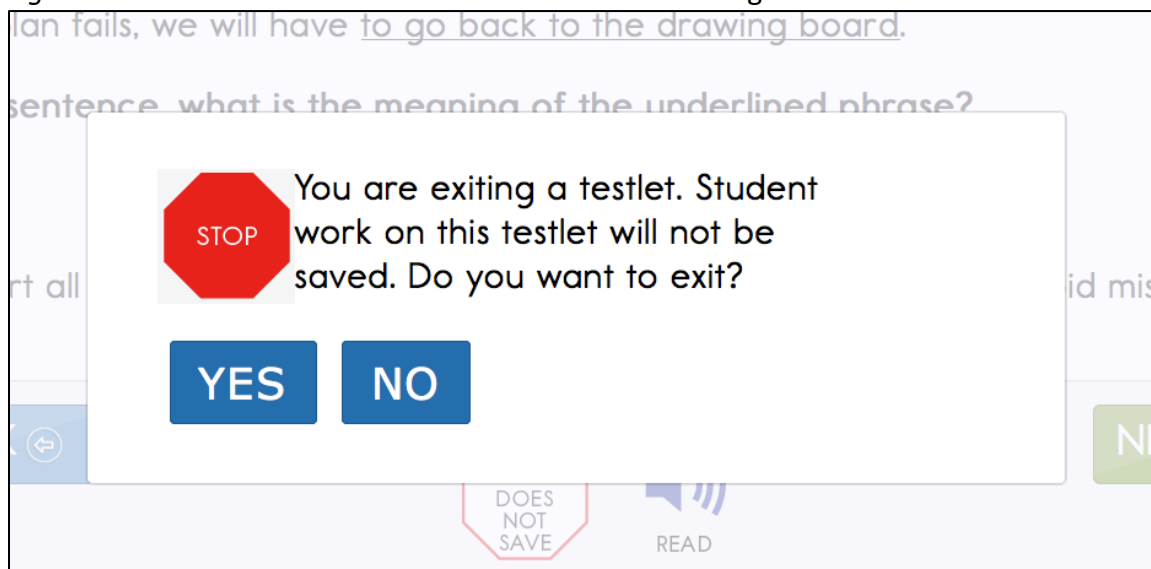 lan fails, we will have to go back to the drawing board.
sentence, what is the meaning of the underlined phrase?
You are exiting a testlet. Student
STOP
work on this testlet will not be
saved. Do you want to exit?
rt all
id mis
YES NO
DOES
NOT
SAVE
READ